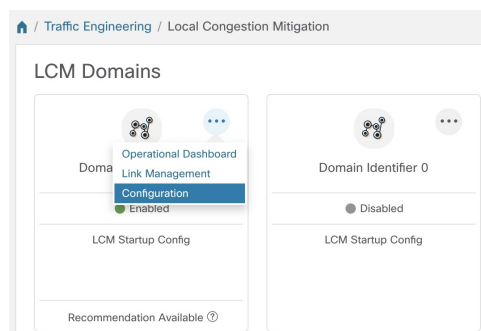 / Traffic Engineering / Local Congestion Mitigation
LCM Domains
Operational Dashboard
Link Management
Configuration
Doma
Enabled
LCM Startup Config
Recommendation Available ?
Domain Identifier 0
Disabled
LCM Startup Config